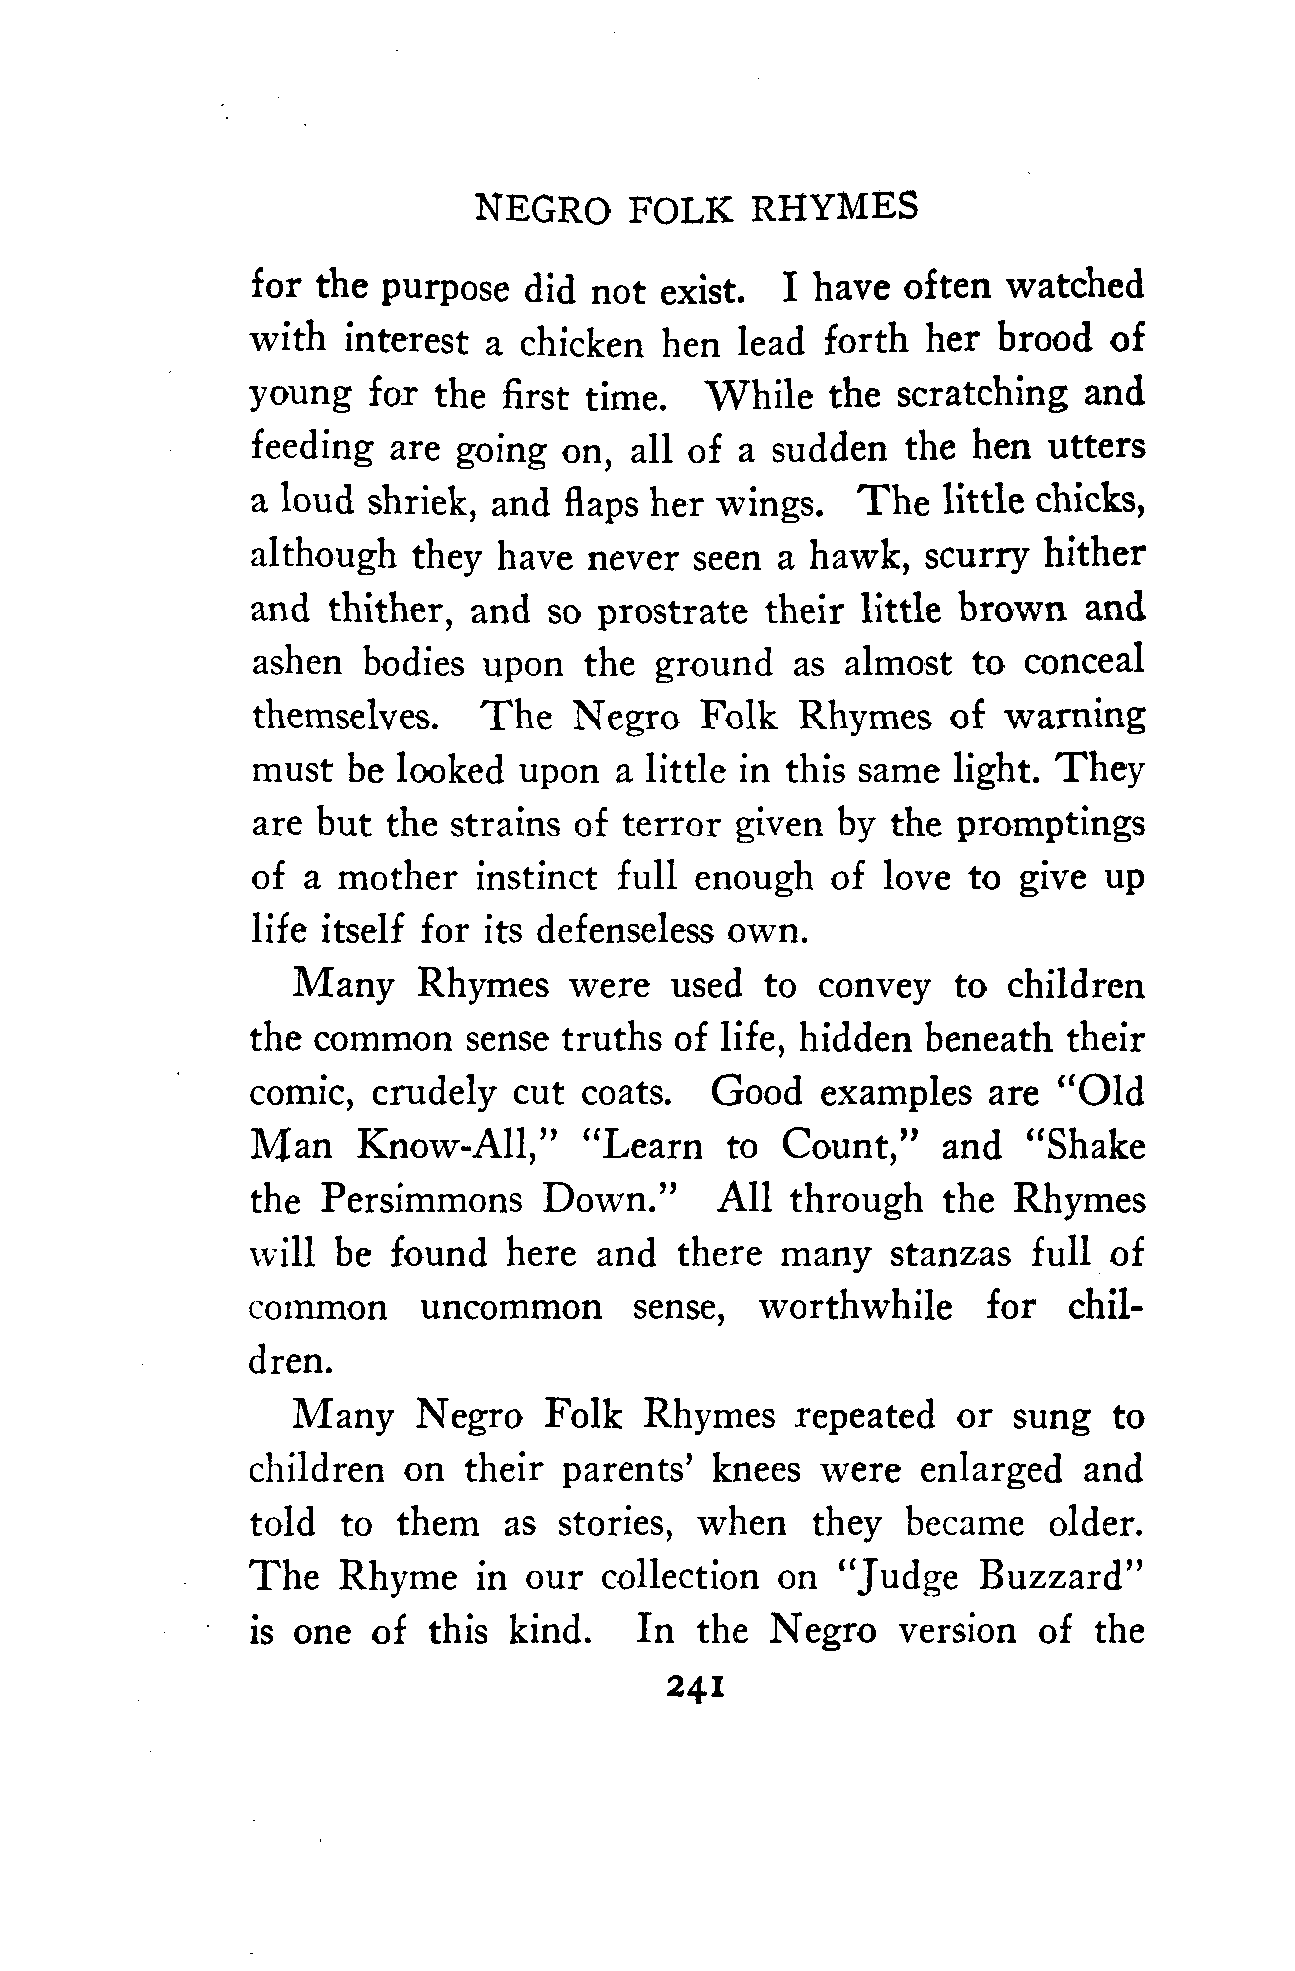 NEGRO FOLK RHYMES
for the purpose did not exist. I have often watched
with interest a chicken hen lead forth her brood of
young for the first time. While the scratching and
feeding are going on, all of a sudden the hen utters
a loud shriek, and flaps her wings. The little chicks,
although they have never seen a hawk, scurry hither
and thither, and so prostrate their little brown and
ashen bodies upon the ground as almost to conceal
themselves. The Negro Folk Rhymes of warning
must be looked upon a little in this same light. They
are but the strains of terror given by the promptings
of a mother instinct full enough of love to give up
life itself for its defenseless own.
Many Rhymes were used to convey to children
the common sense truths of life, hidden beneath their
comic, crudely cut coats. Good examples are "Old
Man Know-All," "Learn to Count," and "Shake
the Persimmons Down." All through the Rhymes
will be found here and there many stanzas full of
common uncommon sense, worthwhile for chil-
dren.
Many Negro Folk Rhymes repeated or sung to
children on their parents' knees were enlarged and
told to them as stories, when they became older.
The Rhyme in our collection on "Judge Buzzard"
is one of this kind. In the Negro version of the
241